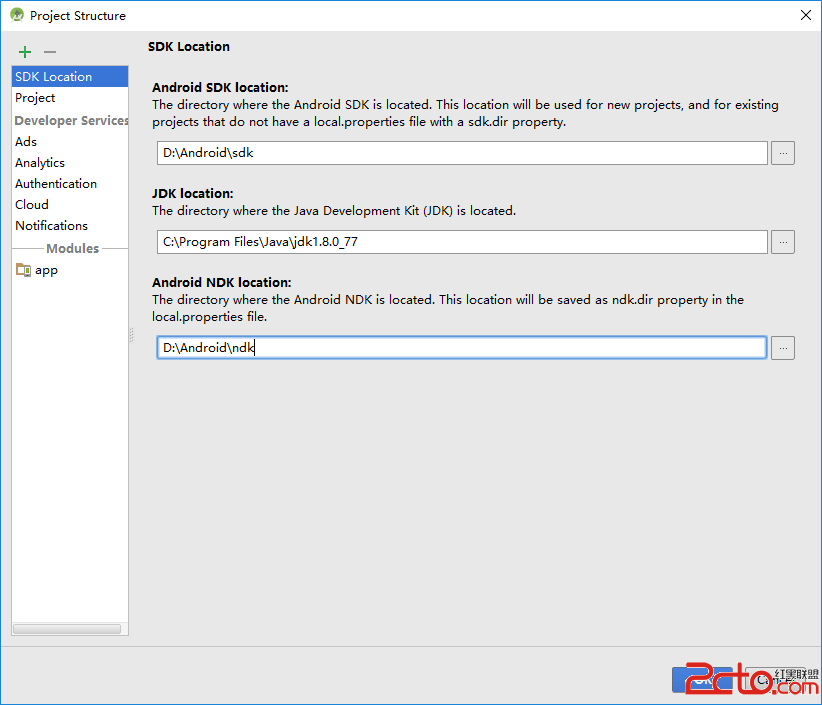 Project Structure
SDK Location
Project
Developer Services
Ads
Analytics
Authentication
Cloud
Notifications
Modules
app
SDK Location
Android SDK location:
The directory where the Android SDK is located. This location will be used for new projects, and for existing
projects that do not have a local.properties file with a sdk.dir property.
D:\Android\sdk
...
JDK location:
The directory where the Java Development Kit (JDK) is located.
C:\Program Files\Java\jdk1.8.0_77
...
Android NDK location:
The directory where the Android NDK is located. This location will be saved as ndk.dir property in the
local.properties file.
D:\Android\ndk
...
红黑联盟
2cto.com